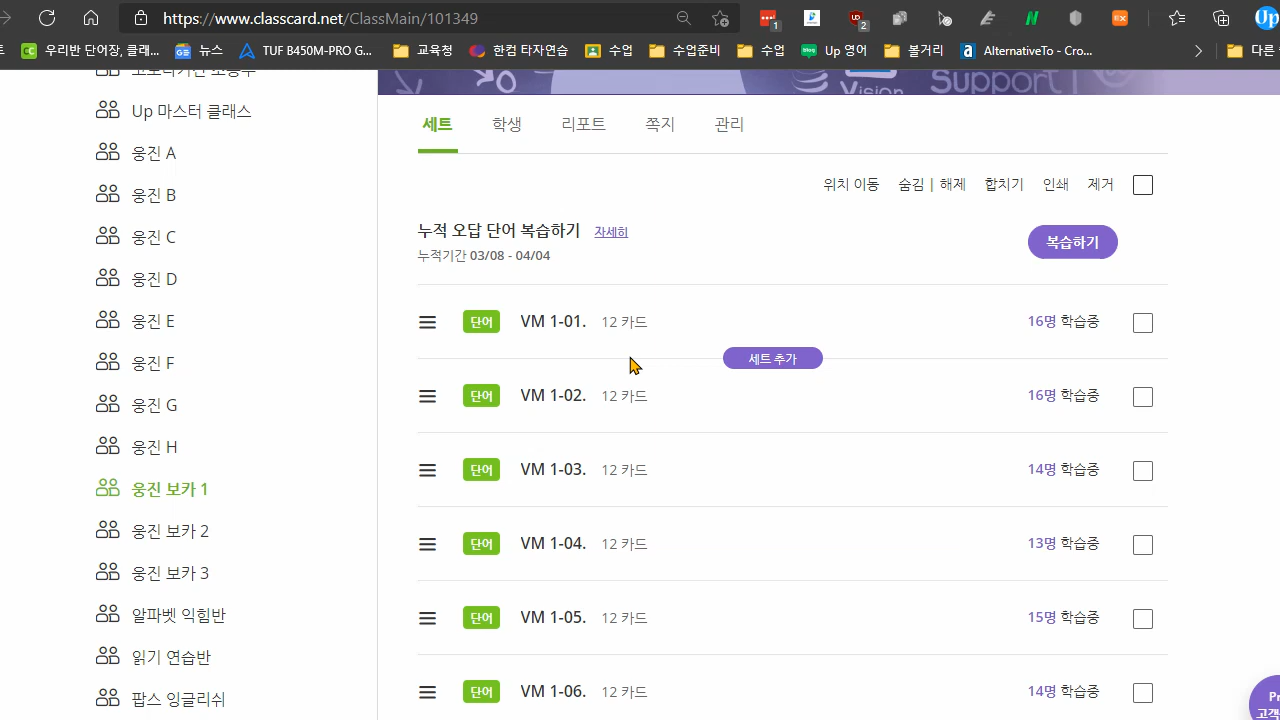 https://www.classcard.net/ClassMain/101349
1
2
우리반 단어장, 클래...
뉴스
TUF B450M-PRO G...
교육청
한컴 타자연습
수업
수업준비
수업
Up 영어
볼거리
AlternativeTo - Cro...
다른
Up 마스터 클래스
웅진 A
웅진 B
웅진 C
웅진 D
웅진 E
웅진 F
웅진 G
웅진 H
웅진 보카 1
웅진 보카 2
웅진 보카 3
알파벳 익힘반
읽기 연습반
팝스 잉글리쉬
Vision
Support
세트 학생 리포트 쪽지 관리
위치 이동 숨김 | 해제 합치기 인쇄 제거
누적 오답 단어 복습하기 자세히
누적기간 03/08 - 04/04
복습하기
단어 VM 1-01. 12 카드 16명 학습중
세트 추가
단어 VM 1-02. 12 카드 16명 학습중
단어 VM 1-03. 12 카드 14명 학습중
단어 VM 1-04. 12 카드 13명 학습중
단어 VM 1-05. 12 카드 15명 학습중
단어 VM 1-06. 12 카드 14명 학습중
Pr
고객